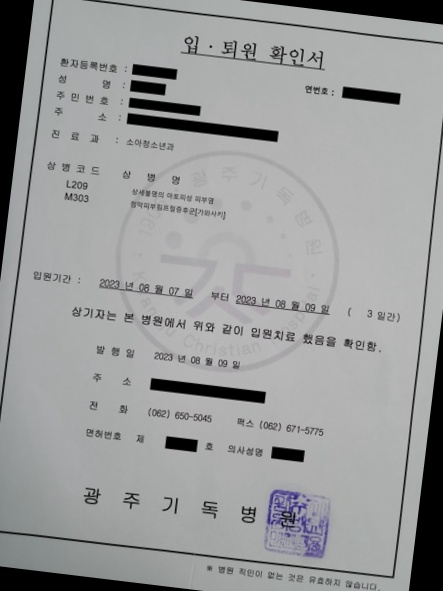 입 · 퇴원 확인서
환자등록번호 :
연번호 :
성 명 :
주 민 번 호 :
주 소 :
진 료 과 : 소아청소년과
상 병 코 드 상 병 명
L209 상세불명의 아토피성 피부염
M303 점막피부림프절증후군[가와사키]
입원기간 : 2023 년 08 월 07 일 부터 2023 년 08 월 09 일 ( 3 일간)
상기자는 본 병원에서 위와 같이 입원치료 했음을 확인함.
발 행 일 2023 년 08 월 09 일
주 소
전 화 (062) 650-5045 팩스 (062) 671-5775
면허번호 제 호 의사성명
광 주 기 독 병 원
※ 병원 직인이 없는 것은 유효하지 않습니다.
광주기독병원
Christian